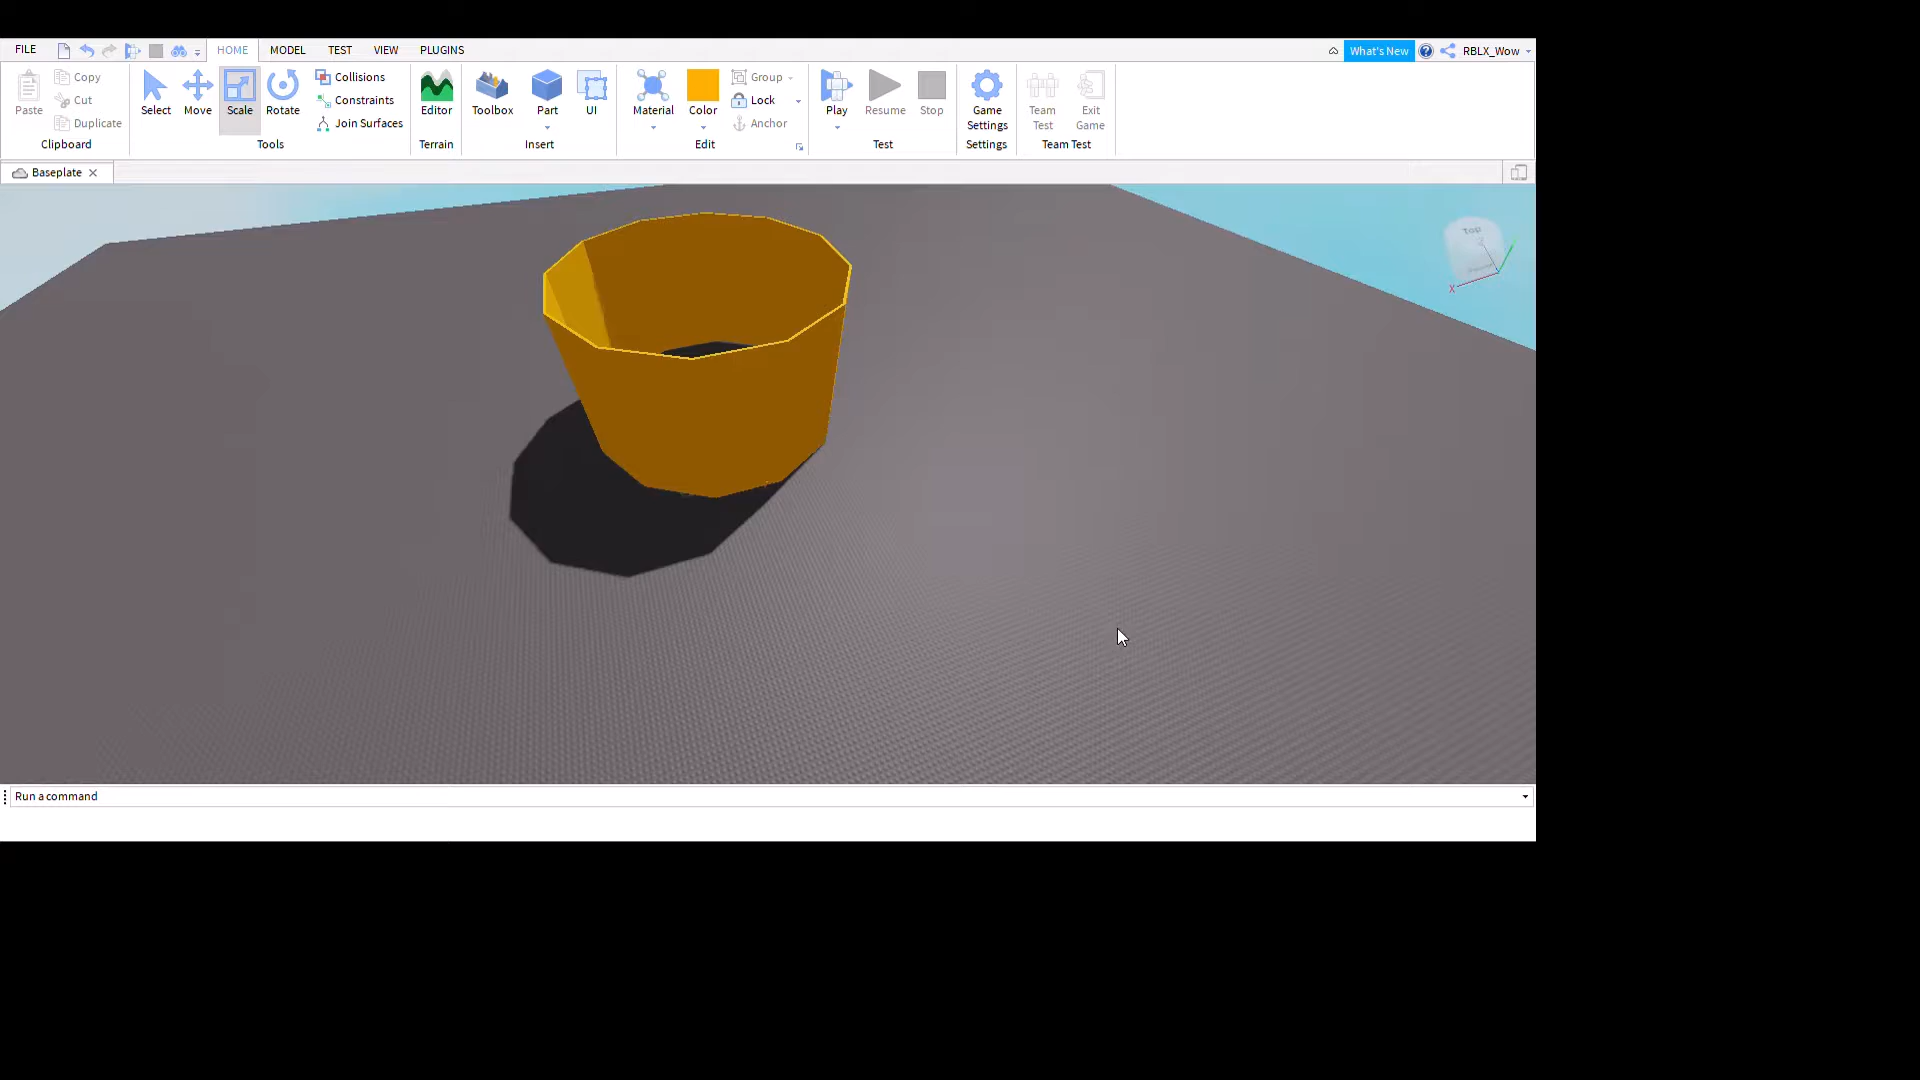 FILE HOME MODEL TEST VIEW PLUGINS What's New RBLX_Wow
Paste Copy Cut Duplicate
Clipboard
Select Move Scale Rotate Collisions Constraints Join Surfaces
Tools
Editor
Terrain
Toolbox Part UI
Insert
Material Color Group Lock Anchor
Edit
Play Resume Stop
Test
Game Settings
Settings
Team Test Exit Game
Team Test
Baseplate
Top
X
Run a command